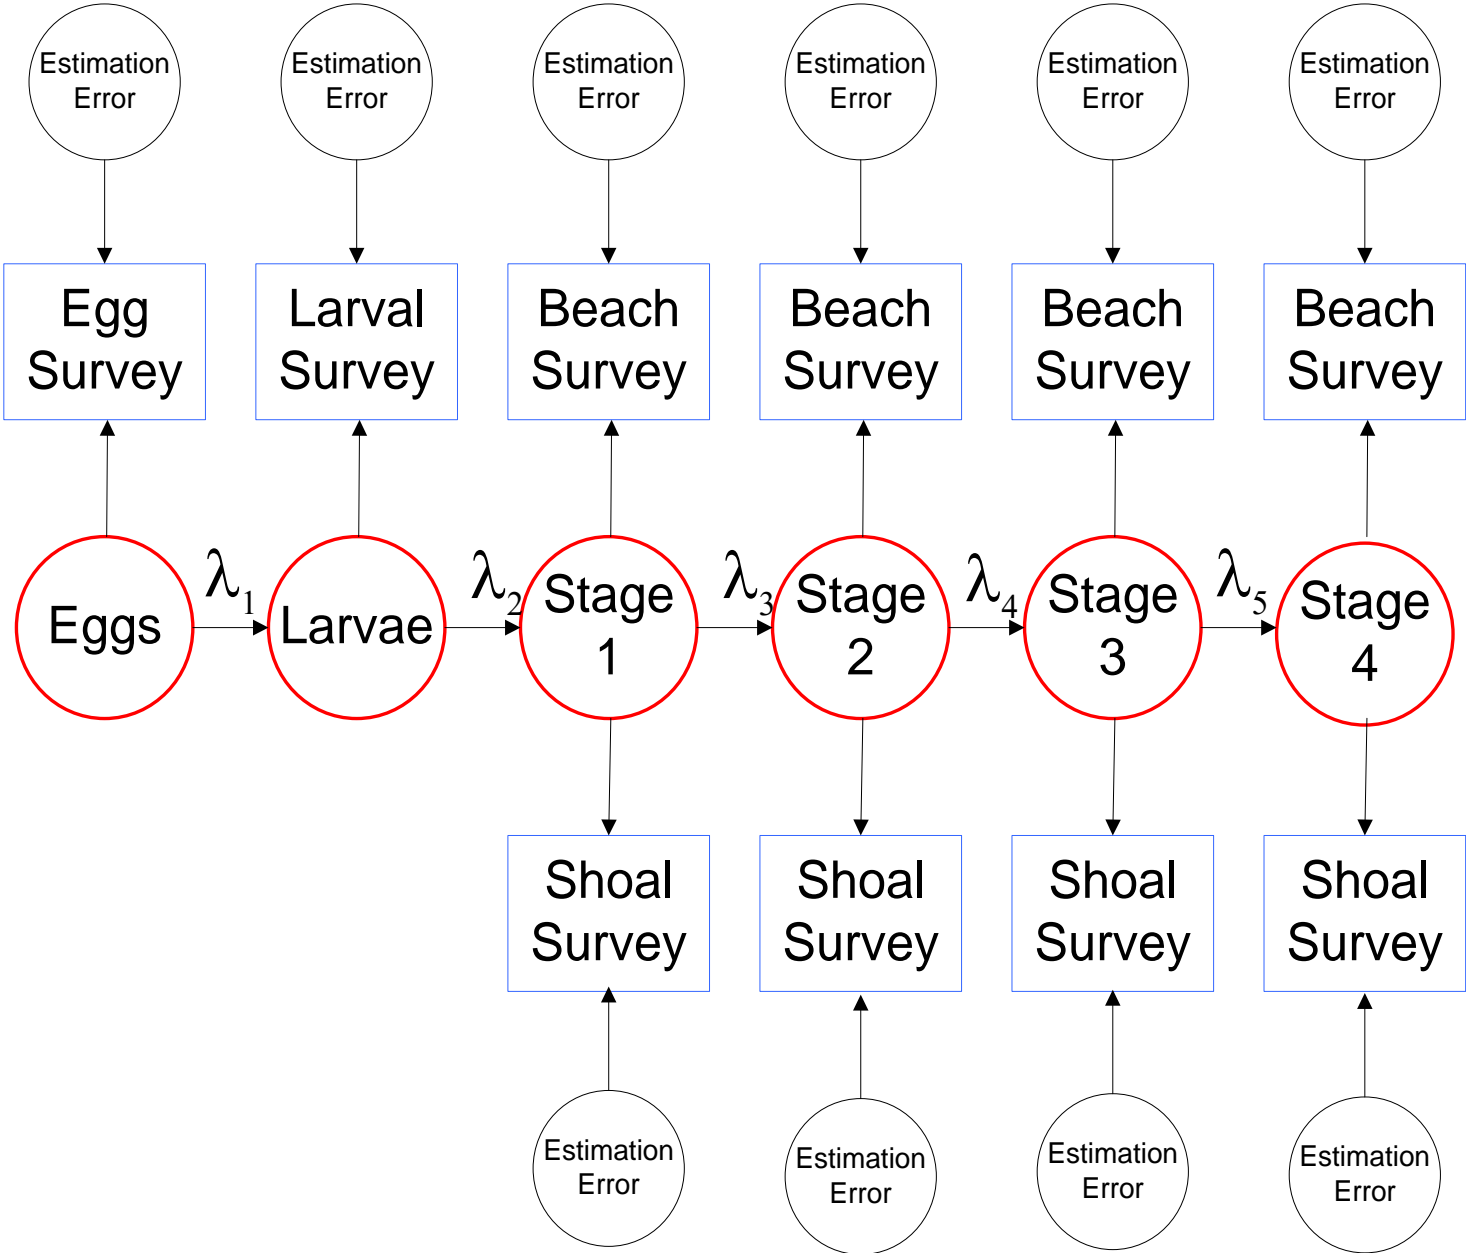 Estimation
Error
Estimation
Error
Estimation
Error
Estimation
Error
Estimation
Error
Estimation
Error
Egg
Survey
Larval
Survey
Beach
Survey
Beach
Survey
Beach
Survey
Beach
Survey
Eggs
λ1
Larvae
λ2
Stage
1
λ3
Stage
2
λ4
Stage
3
λ5
Stage
4
Shoal
Survey
Shoal
Survey
Shoal
Survey
Shoal
Survey
Estimation
Error
Estimation
Error
Estimation
Error
Estimation
Error